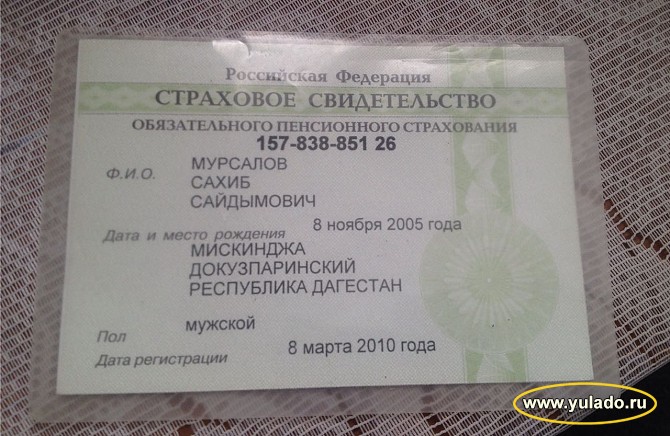 Российская Федерация
СТРАХОВОЕ СВИДЕТЕЛЬСТВО
ОБЯЗАТЕЛЬНОГО ПЕНСИОННОГО СТРАХОВАНИЯ
157-838-851 26
Ф.И.О. МУРСАЛОВ
САХИБ
САЙДЫМОВИЧ
8 ноября 2005 года
Дата и место рождения
МИСКИНДЖА
ДОКУЗПАРИНСКИЙ
РЕСПУБЛИКА ДАГЕСТАН
Пол мужской
Дата регистрации 8 марта 2010 года
www.yulado.ru